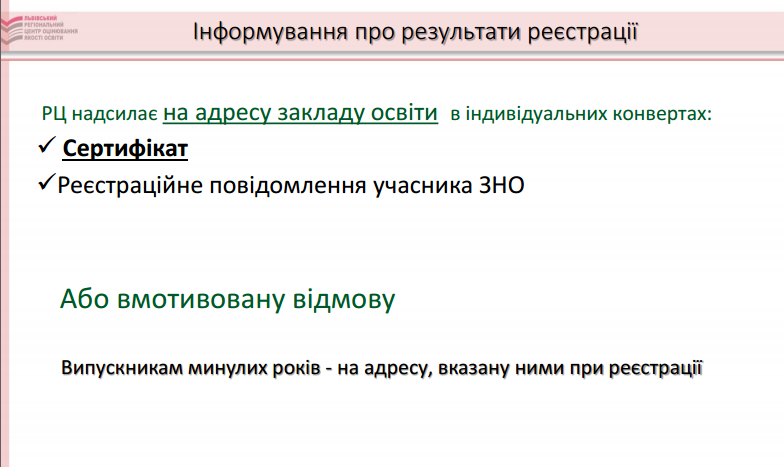 ЛЬВІВСЬКИЙ
РЕГІОНАЛЬНИЙ
ЦЕНТР ОЦІНЮВАННЯ
ЯКОСТІ ОСВІТИ
Інформування про результати реєстрації
РЦ надсилає на адресу закладу освіти в індивідуальних конвертах:
✓ Сертифікат
✓Реєстраційне повідомлення учасника ЗНО
Або вмотивовану відмову
Випускникам минулих років - на адресу, вказану ними при реєстрації